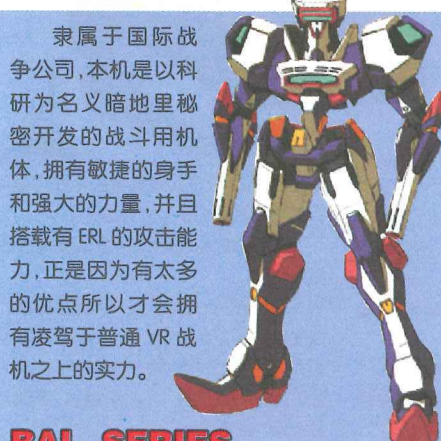 隶属于国际战
争公司,本机是以科
研为名义暗地里秘
密开发的战斗用机
体,拥有敏捷的身手
和强大的力量,并且
搭载有 ERL 的攻击能
力,正是因为有太多
的优点所以才会拥
有凌驾于普通 VR 战
机之上的实力。
BAL SERIES